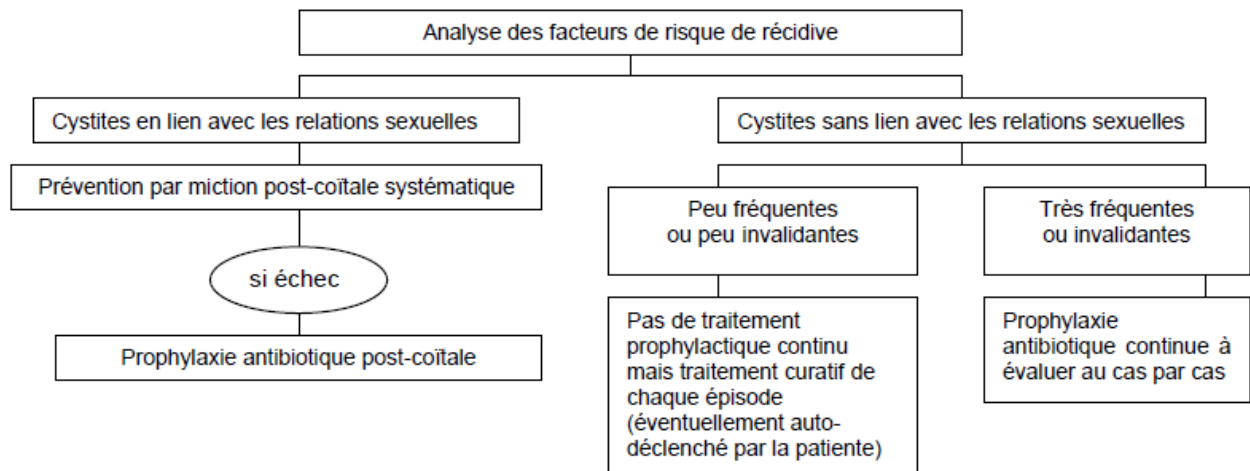 Analyse des facteurs de risque de récidive
Cystites en lien avec les relations sexuelles
Cystites sans lien avec les relations sexuelles
Prévention par miction post-coïtale systématique
Peu fréquentes
ou peu invalidantes
Très fréquentes
ou invalidantes
si échec
Prophylaxie antibiotique post-coïtale
Pas de traitement
prophylactique continu
mais traitement curatif de
chaque épisode
(éventuellement auto-
déclenché par la patiente)
Prophylaxie
antibiotique continue à
évaluer au cas par cas